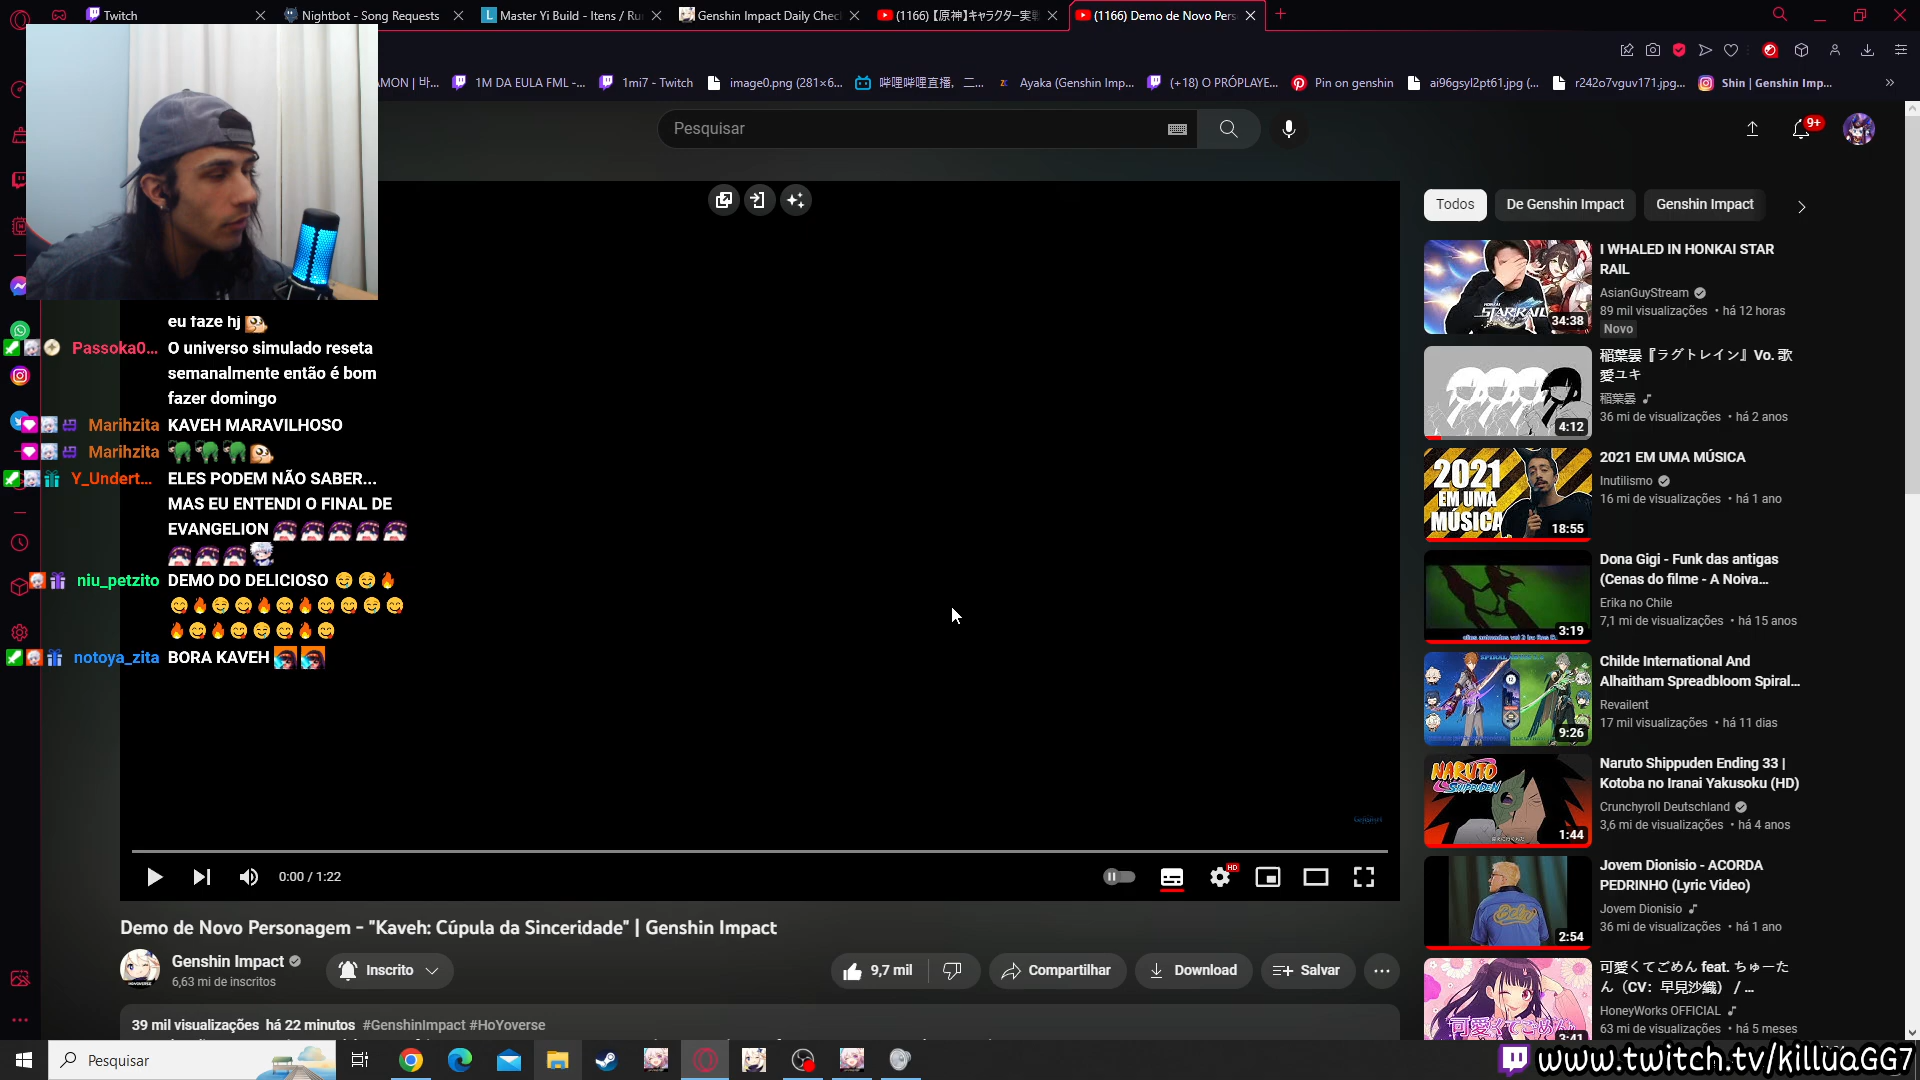 Twitch
Nightbot - Song Requests
Master Yi Build - Itens / Ru
Genshin Impact Daily Chec
(1166) 【原神】キャラクター実戦
(1166) Demo de Novo Pers
1M DA EULA FML -...
1mi7 - Twitch
image0.png (281×6...
哔哩哔哩直播，二...
Ayaka (Genshin Imp...
(+18) O PRÓPLAYE...
Pin on genshin
ai96gsyl2pt61.jpg (...
r242o7vguv171.jpg...
Shin | Genshin Imp...
Pesquisar
9+
Todos
De Genshin Impact
Genshin Impact
eu faze hj
Passoka0... O universo simulado reseta
semanalmente então é bom
fazer domingo
Marihzita KAVEH MARAVILHOSO
Marihzita
Y_Undert... ELES PODEM NÃO SABER...
MAS EU ENTENDI O FINAL DE
EVANGELION
niu_petzito DEMO DO DELICIOSO
notoya_zita BORA KAVEH
0:00 / 1:22
HD
Demo de Novo Personagem - "Kaveh: Cúpula da Sinceridade" | Genshin Impact
Genshin Impact
6,63 mi de inscritos
Inscrito
9,7 mil
Compartilhar
Download
Salvar
39 mil visualizações há 22 minutos #GenshinImpact #HoYoverse
I WHALED IN HONKAI STAR
RAIL
AsianGuyStream
89 mil visualizações • há 12 horas
Novo
34:38
稲葉曇『ラグトレイン』Vo. 歌
愛ユキ
稲葉曇
36 mi de visualizações • há 2 anos
4:12
2021 EM UMA MÚSICA
Inutilismo
16 mi de visualizações • há 1 ano
2021
EM UMA
MÚSICA
18:55
Dona Gigi - Funk das antigas
(Cenas do filme - A Noiva...
Erika no Chile
7,1 mi de visualizações • há 15 anos
3:19
Childe International And
Alhaitham Spreadbloom Spiral...
Revailent
17 mil visualizações • há 11 dias
9:26
Naruto Shippuden Ending 33 |
Kotoba no Iranai Yakusoku (HD)
Crunchyroll Deutschland
3,6 mi de visualizações • há 4 anos
1:44
Jovem Dionisio - ACORDA
PEDRINHO (Lyric Video)
Jovem Dionisio
36 mi de visualizações • há 1 ano
2:54
可愛くてごめん feat. ちゅーた
ん（CV：早見沙織） / ...
HoneyWorks OFFICIAL
63 mi de visualizações • há 5 meses
3:41
Pesquisar
www.twitch.tv/killuaGG7